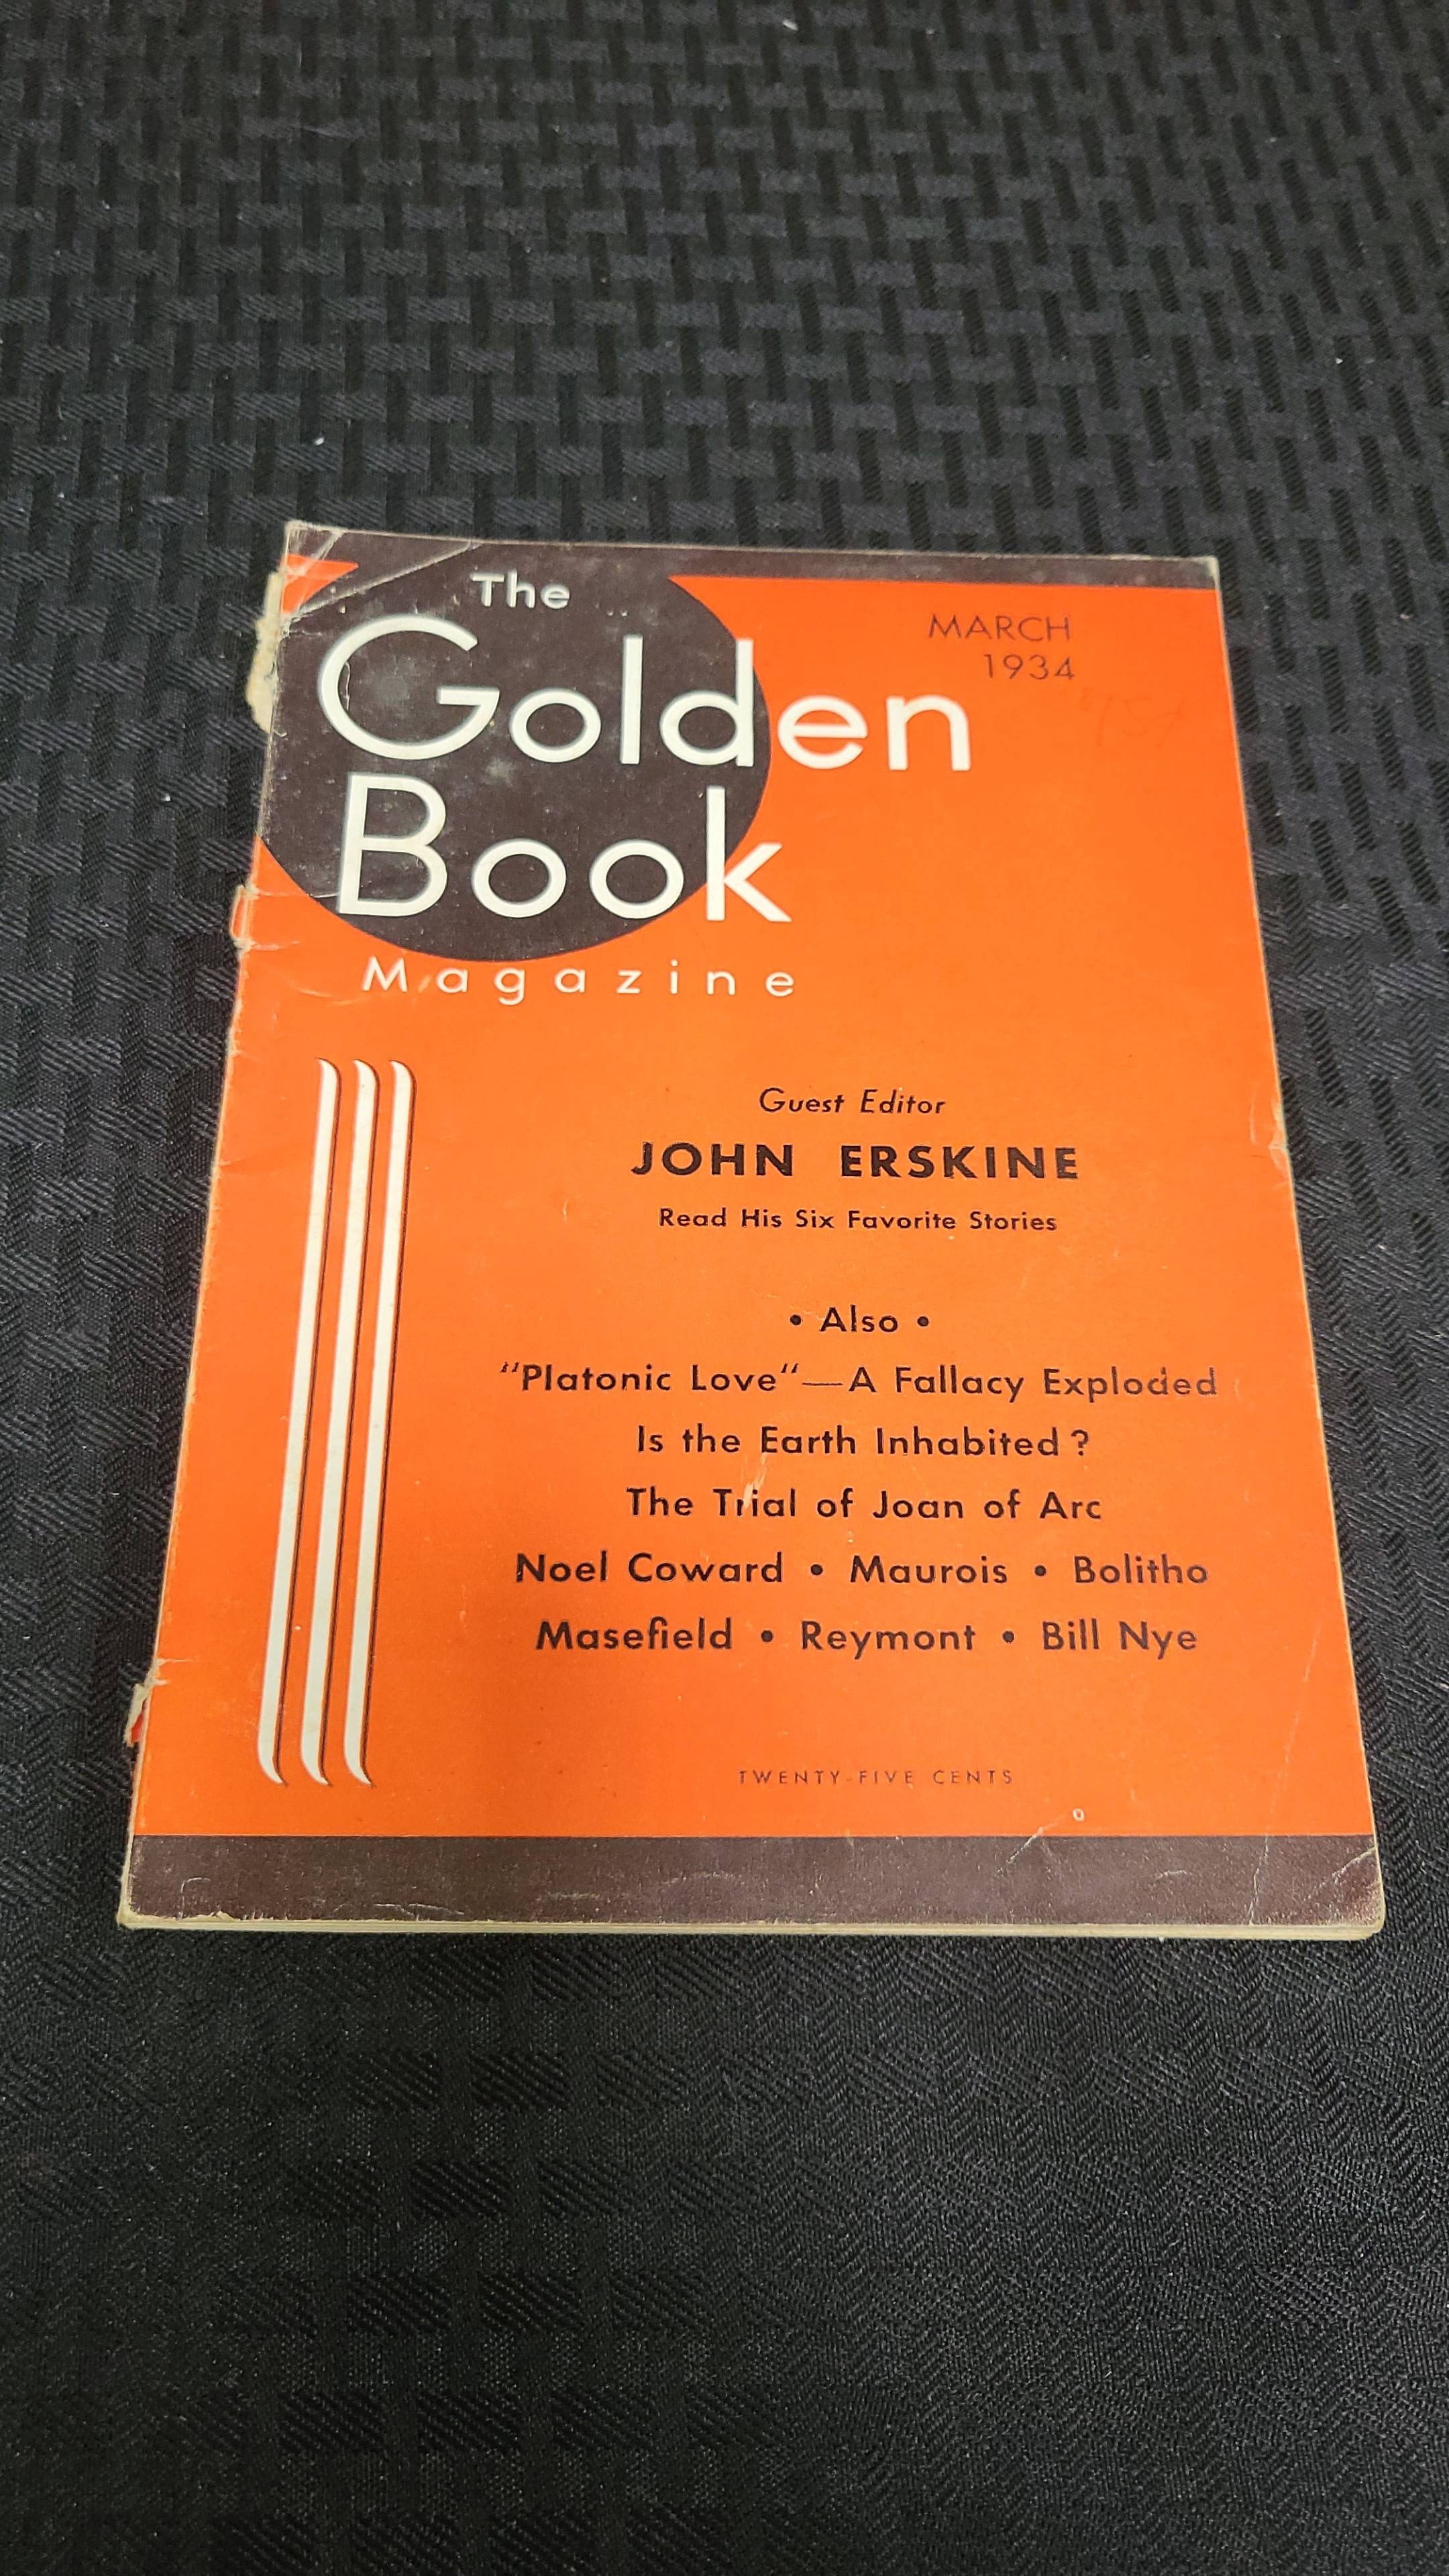 The
Golden
Book
Magazine
MARCH
1934
Guest Editor
JOHN ERSKINE
Read His Six Favorite Stories
• Also •
"Platonic Love"—A Fallacy Exploded
Is the Earth Inhabited?
The Trial of Joan of Arc
Noel Coward • Maurois • Bolitho
Masefield • Reymont • Bill Nye
TWENTY-FIVE CENTS